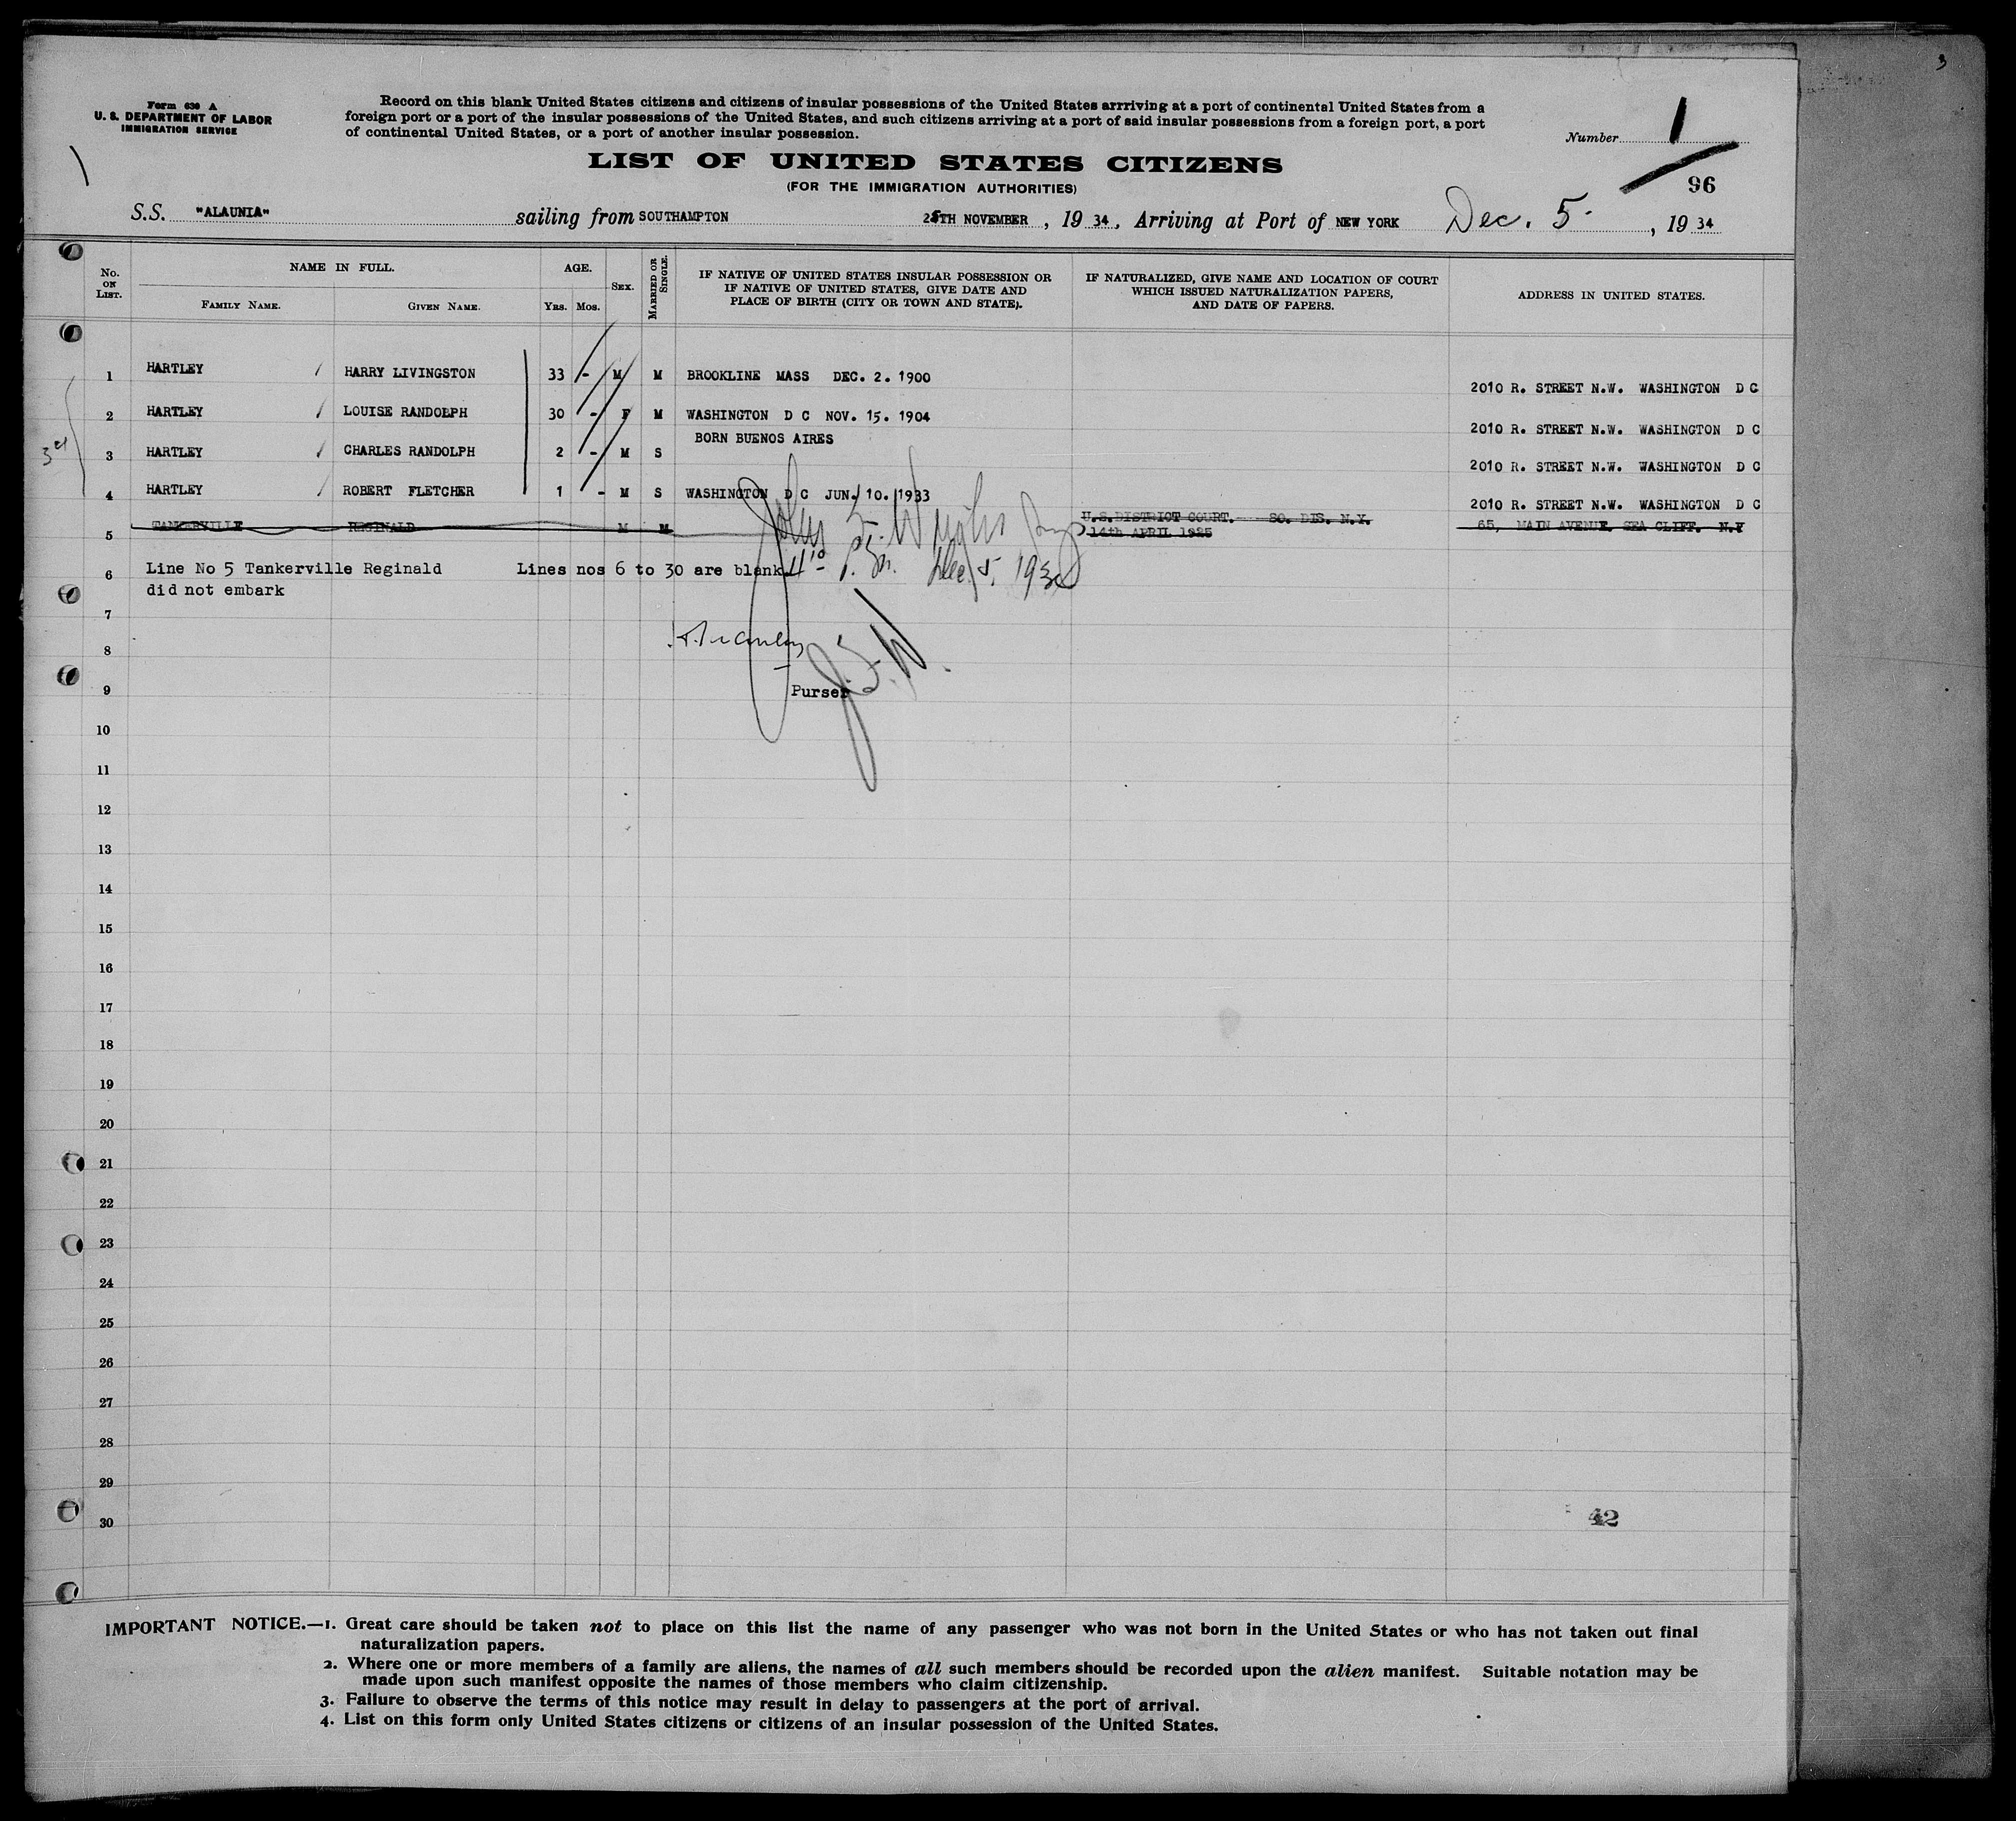 3
Form 630 A
U. S. DEPARTMENT OF LABOR
IMMIGRATION SERVICE
Record on this blank United States citizens and citizens of insular possessions of the United States arrriving at a port of continental United States from a
foreign port or a port of the insular possessions of the United States, and such citizens arriving at a port of said insular possessions from a foreign port, a port
of continental United States, or a port of another insular possession.
Number 1
96
LIST OF UNITED STATES CITIZENS
(FOR THE IMMIGRATION AUTHORITIES)
S.S. "ALAUNIA" sailing from SOUTHAMPTON NOVEMBER, 19 34, Arriving at Port of NEW YORK Dec. 5, 19 34
No. ON LIST. NAME IN FULL. AGE. SEX. MARRIED OR SINGLE. IF NATIVE OF UNITED STATES INSULAR POSSESSION OR IF NATIVE OF UNITED STATES, GIVE DATE AND PLACE OF BIRTH (CITY OR TOWN AND STATE). IF NATURALIZED, GIVE NAME AND LOCATION OF COURT WHICH ISSUED NATURALIZATION PAPERS, AND DATE OF PAPERS. ADDRESS IN UNITED STATES.
FAMILY NAME. GIVEN NAME. YRS. MOS.
1 HARTLEY HARRY LIVINGSTON 33 - M M BROOKLINE MASS DEC. 2. 1900 2010 R. STREET N.W. WASHINGTON D C
2 HARTLEY LOUISE RANDOLPH 30 - F M WASHINGTON D C NOV. 15. 1904 2010 R. STREET N.W. WASHINGTON D C
3 HARTLEY CHARLES RANDOLPH 2 - M S BORN BUENOS AIRES 2010 R. STREET N.W. WASHINGTON D C
4 HARTLEY ROBERT FLETCHER 1 - M S WASHINGTON D C JUN. 10. 1933 2010 R. STREET N.W. WASHINGTON D C
5 TANKERVILLE REGINALD M M U.S.DISTRICT COURT. SO. DIS. N.Y. 14th APRIL 1925 65, MAIN AVENUE. SEA CLIFF. N.Y
6 Line No 5 Tankerville Reginald Lines nos 6 to 30 are blank. Dec. 5, 1934
did not embark
7
8
9 Purser J.S.W.
10
11
12
13
14
15
16
17
18
19
20
21
22
23
24
25
26
27
28
29
30
42
IMPORTANT NOTICE.—1. Great care should be taken not to place on this list the name of any passenger who was not born in the United States or who has not taken out final
naturalization papers.
2. Where one or more members of a family are aliens, the names of all such members should be recorded upon the alien manifest. Suitable notation may be
made upon such manifest opposite the names of those members who claim citizenship.
3. Failure to observe the terms of this notice may result in delay to passengers at the port of arrival.
4. List on this form only United States citizens or citizens of an insular possession of the United States.